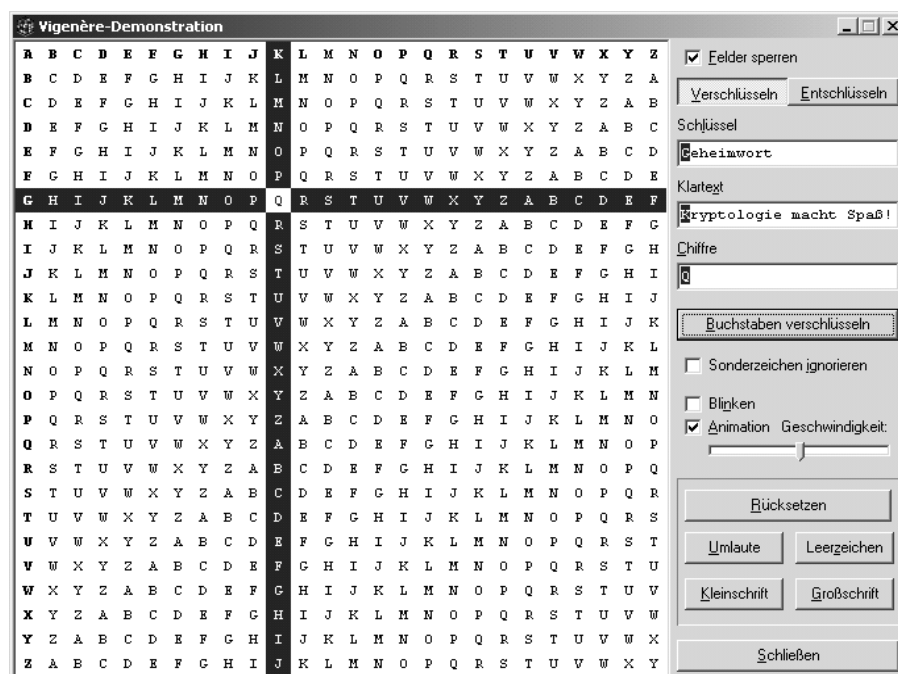 Vigenère-Demonstration
A B C D E F G H I J K L M N O P Q R S T U V W X Y Z
B C D E F G H I J K L M N O P Q R S T U V W X Y Z A
C D E F G H I J K L M N O P Q R S T U V W X Y Z A B
D E F G H I J K L M N O P Q R S T U V W X Y Z A B C
E F G H I J K L M N O P Q R S T U V W X Y Z A B C D
F G H I J K L M N O P Q R S T U V W X Y Z A B C D E
G H I J K L M N O P Q R S T U V W X Y Z A B C D E F
H I J K L M N O P Q R S T U V W X Y Z A B C D E F G
I J K L M N O P Q R S T U V W X Y Z A B C D E F G H
J K L M N O P Q R S T U V W X Y Z A B C D E F G H I
K L M N O P Q R S T U V W X Y Z A B C D E F G H I J
L M N O P Q R S T U V W X Y Z A B C D E F G H I J K
M N O P Q R S T U V W X Y Z A B C D E F G H I J K L
N O P Q R S T U V W X Y Z A B C D E F G H I J K L M
O P Q R S T U V W X Y Z A B C D E F G H I J K L M N
P Q R S T U V W X Y Z A B C D E F G H I J K L M N O
Q R S T U V W X Y Z A B C D E F G H I J K L M N O P
R S T U V W X Y Z A B C D E F G H I J K L M N O P Q
S T U V W X Y Z A B C D E F G H I J K L M N O P Q R
T U V W X Y Z A B C D E F G H I J K L M N O P Q R S
U V W X Y Z A B C D E F G H I J K L M N O P Q R S T
V W X Y Z A B C D E F G H I J K L M N O P Q R S T U
W X Y Z A B C D E F G H I J K L M N O P Q R S T U V
X Y Z A B C D E F G H I J K L M N O P Q R S T U V W
Y Z A B C D E F G H I J K L M N O P Q R S T U V W X
Z A B C D E F G H I J K L M N O P Q R S T U V W X Y
Felder sperren
Verschlüsseln Entschlüsseln
Schlüssel
Geheimwort
Klartext
Kryptologie macht Spaß!
Chiffre
Q
Buchstaben verschlüsseln
Sonderzeichen ignorieren
Blinken
Animation Geschwindigkeit:
Rücksetzen
Umlaute Leerzeichen
Kleinschrift Großschrift
Schließen